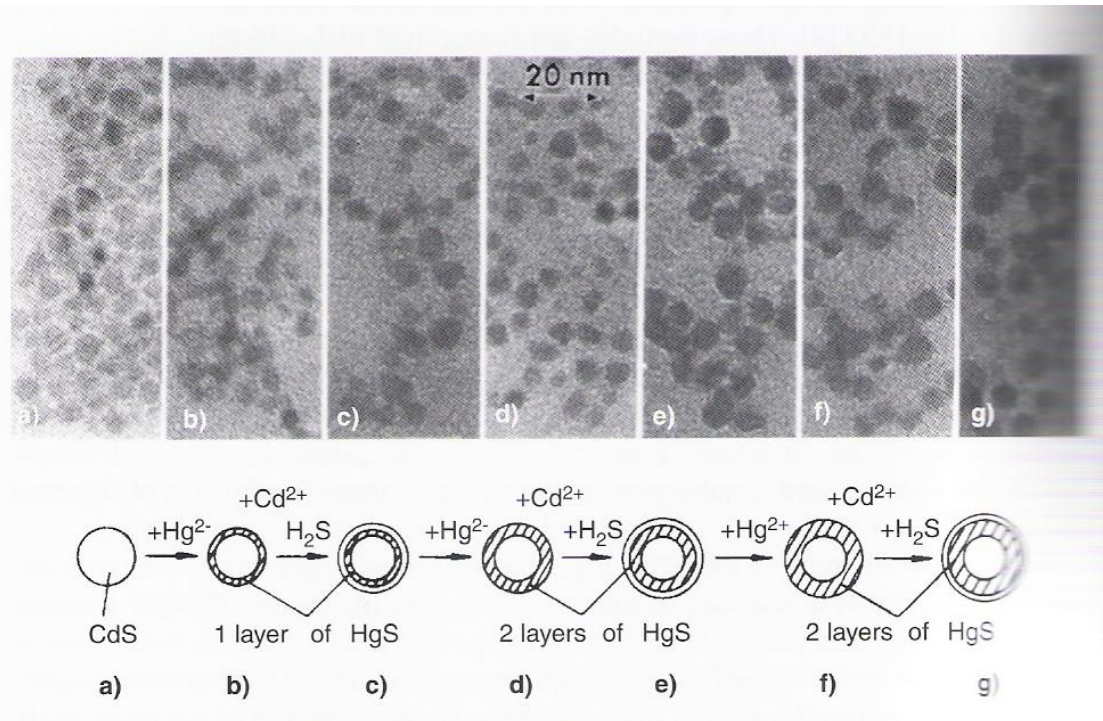 20 nm
a) b) c) d) e) f) g)
+Cd²⁺ +Cd²⁺ +Cd²⁺
+Hg²⁻ H₂S +Hg²⁻ +H₂S +Hg²⁺ +H₂S
CdS 1 layer of HgS 2 layers of HgS 2 layers of HgS
a) b) c) d) e) f) g)